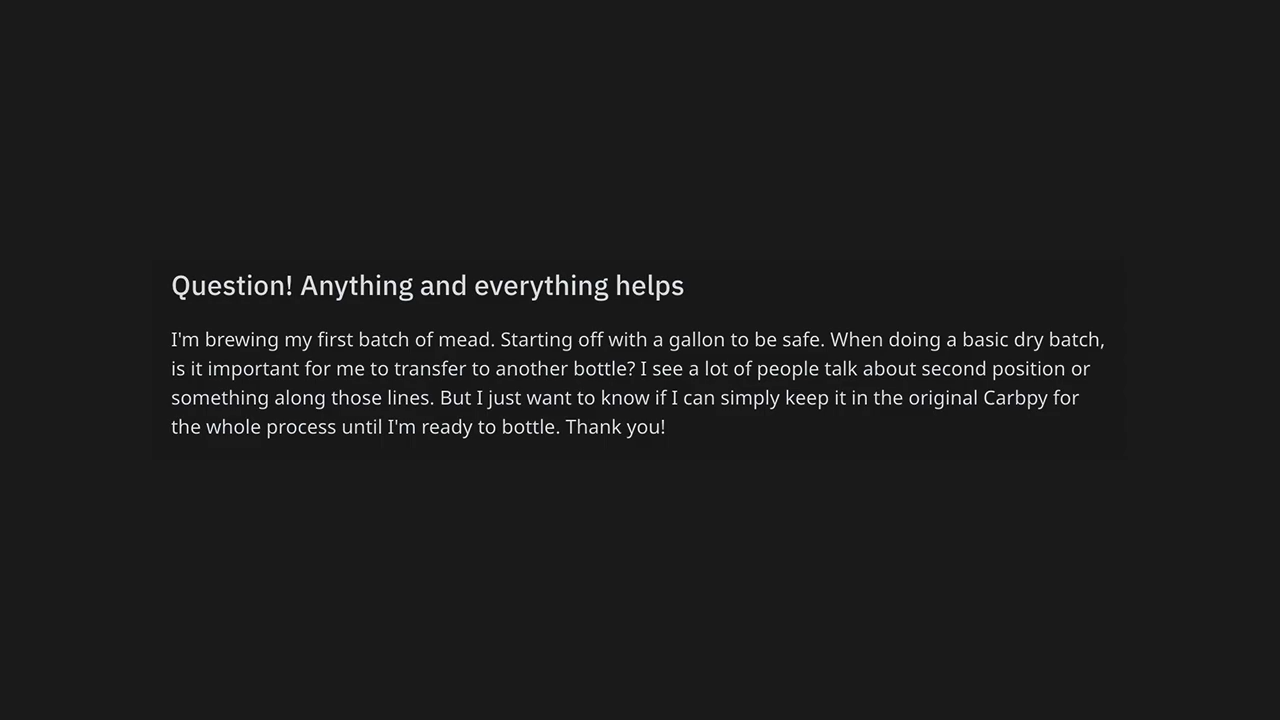 Question! Anything and everything helps
I'm brewing my first batch of mead. Starting off with a gallon to be safe. When doing a basic dry batch,
is it important for me to transfer to another bottle? I see a lot of people talk about second position or
something along those lines. But I just want to know if I can simply keep it in the original Carbpy for
the whole process until I'm ready to bottle. Thank you!